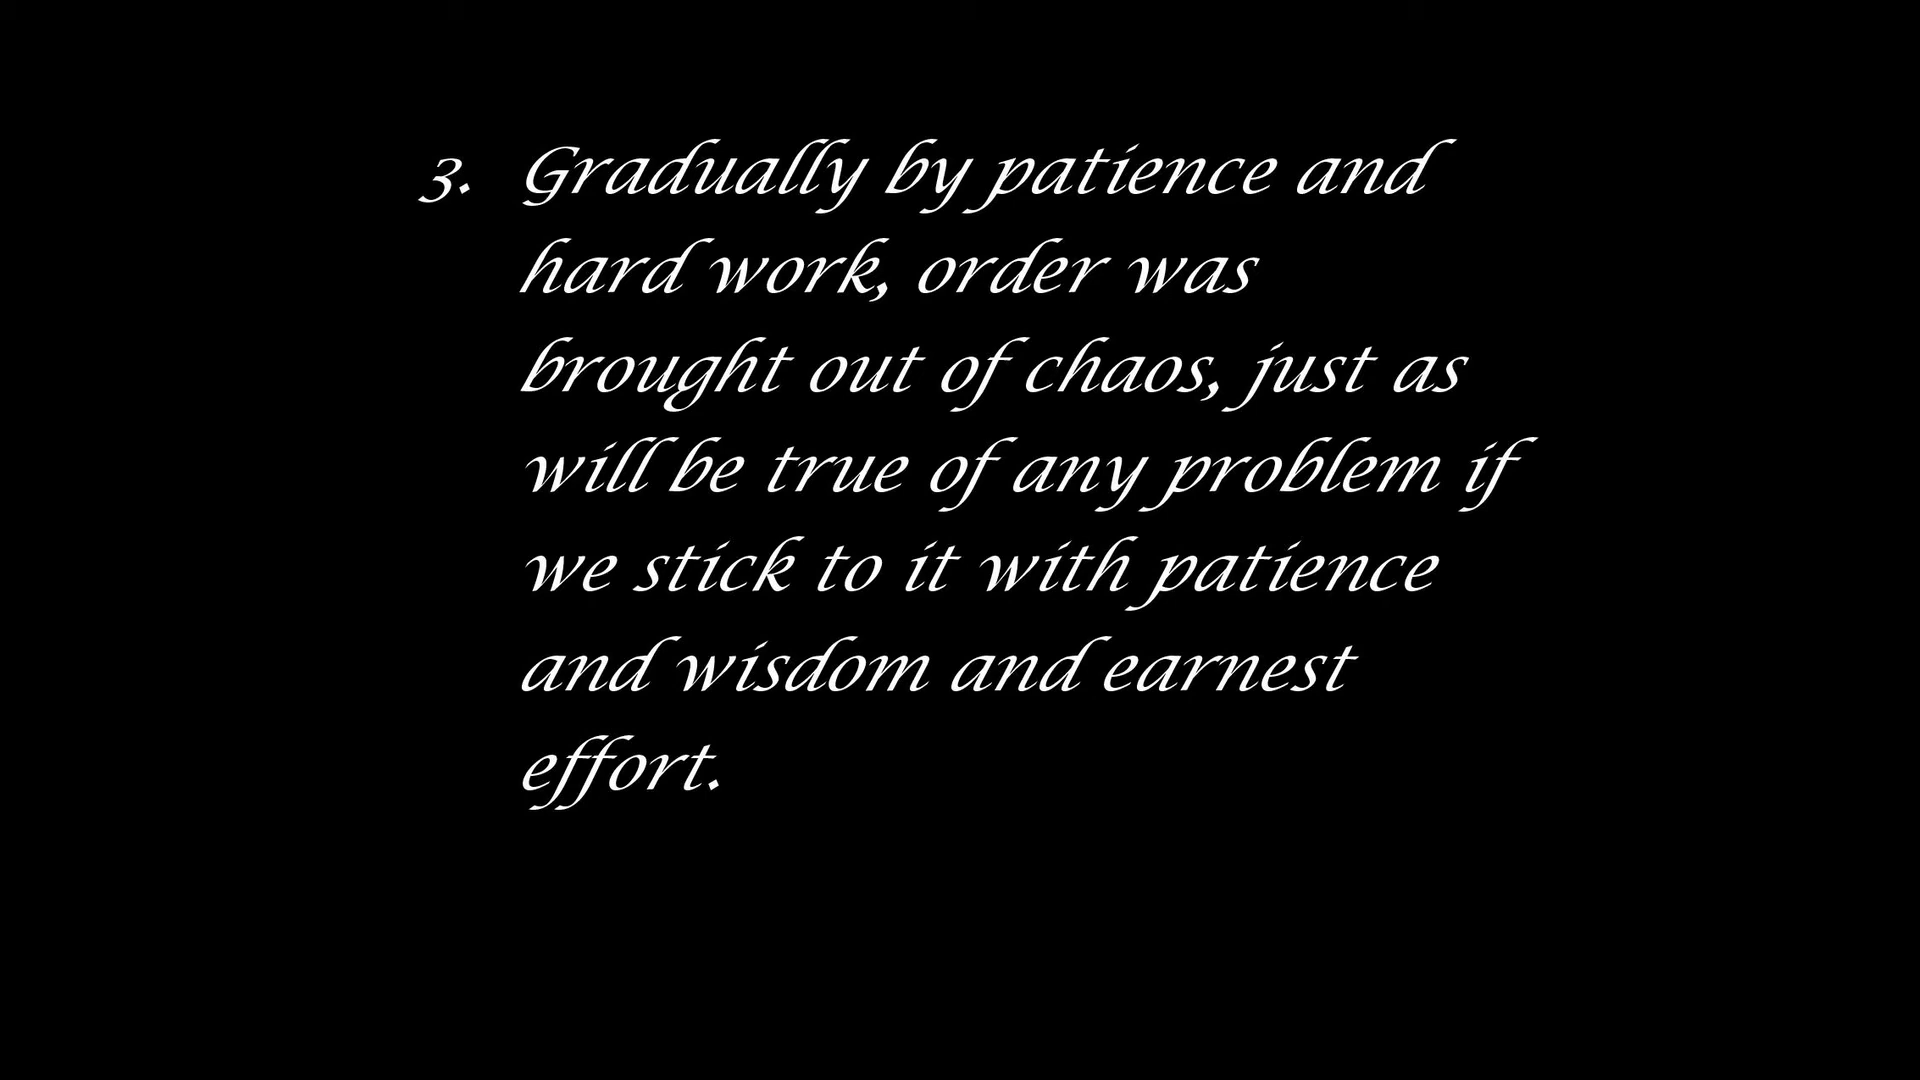 3. Gradually by patience and
hard work, order was
brought out of chaos, just as
will be true of any problem if
we stick to it with patience
and wisdom and earnest
effort.